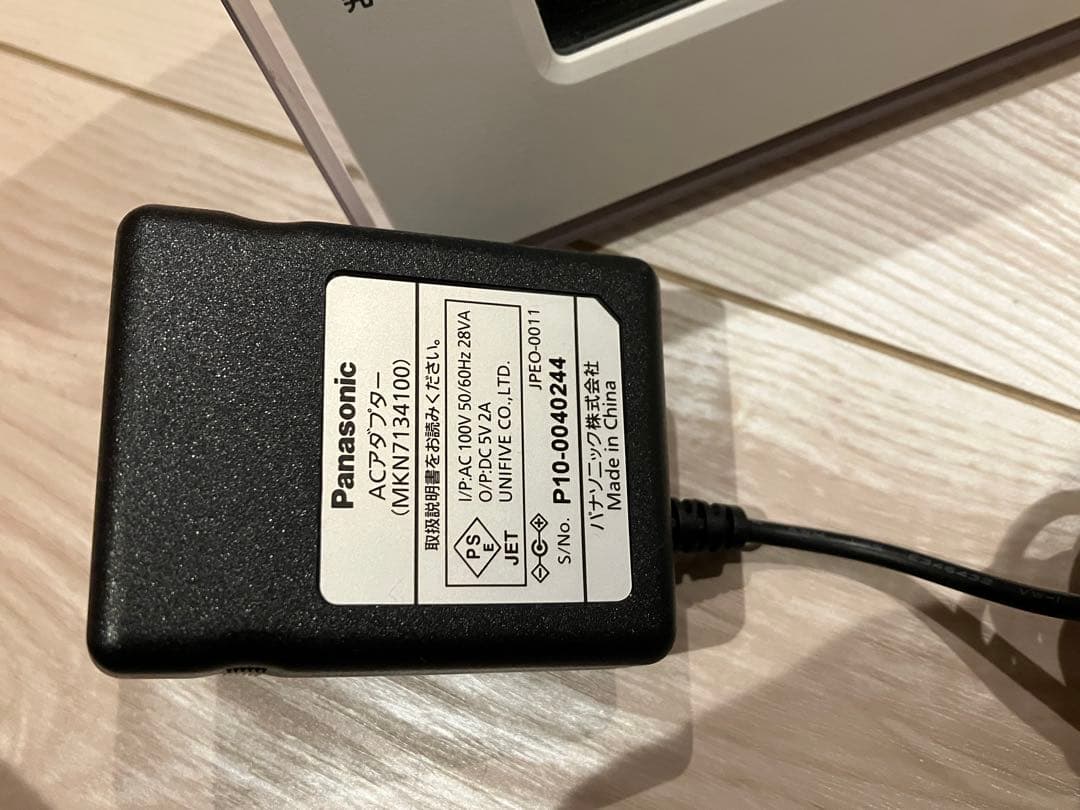 Panasonic
ACアダプター
(MKN7134100)
取扱説明書をお読みください。
I/P:AC 100V 50/60Hz 28VA
O/P:DC 5V 2A
UNIFIVE CO.,LTD.
PS
E
JET
JPEO-0011
S/No. P10-0040244
パナソニック株式会社
Made in China